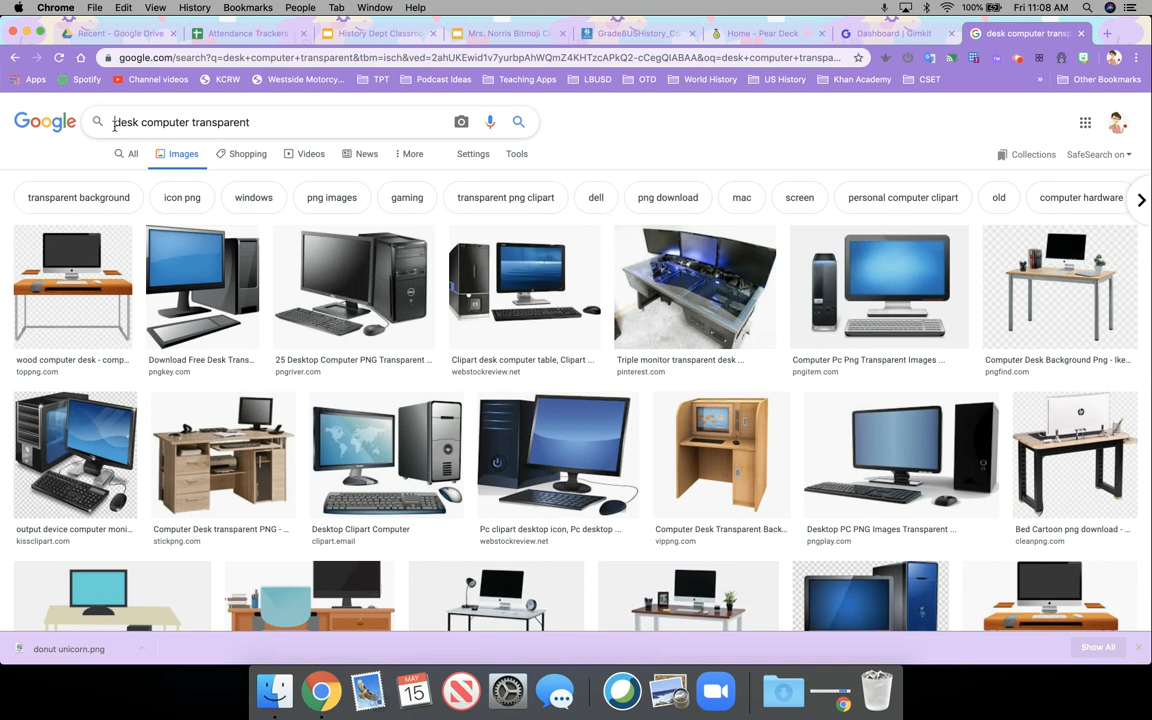 Chrome File Edit View History Bookmarks People Tab Window Help 100% Fri 11:08 AM
Recent - Google Drive Attendance Trackers History Dept Classro Mrs. Norris Bitmoji Cl Grade8USHistory_Co Home - Pear Deck Dashboard | Gimkit desk computer transp
google.com/search?q=desk+computer+transparent&tbm=isch&ved=2ahUKEwid1v7yurbpAhWQmZ4KHTzcAPkQ2-cCegQIABAA&oq=desk+computer+transpa...
Apps Spotify Channel videos KCRW Westside Motorcy... TPT Podcast Ideas Teaching Apps LBUSD OTD World History US History Khan Academy CSET » Other Bookmarks
Google desk computer transparent
All Images Shopping Videos News More Settings Tools Collections SafeSearch on
transparent background icon png windows png images gaming transparent png clipart dell png download mac screen personal computer clipart old computer hardware
wood computer desk - comp... Download Free Desk Trans... 25 Desktop Computer PNG Transparent ... Clipart desk computer table, Clipart ... Triple monitor transparent desk ... Computer Pc Png Transparent Images ... Computer Desk Background Png - Ike...
toppng.com pngkey.com pngriver.com webstockreview.net pinterest.com pngitem.com pngfind.com
output device computer moni... Computer Desk transparent PNG - ... Desktop Clipart Computer Pc clipart desktop icon, Pc desktop ... Computer Desk Transparent Back... Desktop PC PNG Images Transparent ... Bed Cartoon png download - ...
kissclipart.com stickpng.com clipart.email webstockreview.net vippng.com pngplay.com cleanpng.com
donut unicorn.png Show All
MAY
15